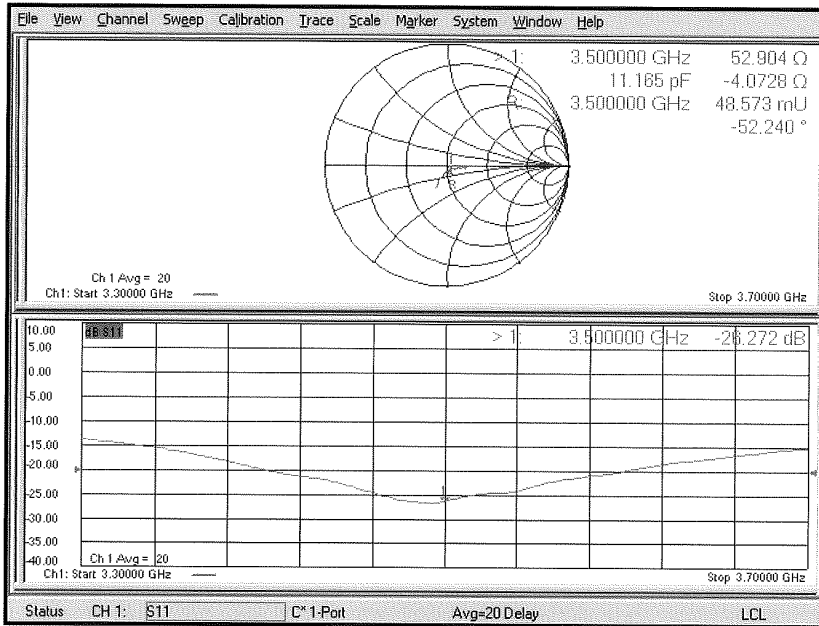 File View Channel Sweep Calibration Trace Scale Marker System Window Help
> 1: 3.500000 GHz 52.904 Ω
11.165 pF -4.0728 Ω
3.500000 GHz 48.573 mU
-52.240 °
Ch 1 Avg = 20
Ch1: Start 3.30000 GHz
Stop 3.70000 GHz
10.00
dB S11
> 1: 3.500000 GHz -26.272 dB
5.00
0.00
-5.00
-10.00
-15.00
-20.00
-25.00
-30.00
-35.00
-40.00
Ch 1 Avg = 20
Ch1: Start 3.30000 GHz
Stop 3.70000 GHz
Status CH 1: S11 C* 1-Port Avg=20 Delay LCL